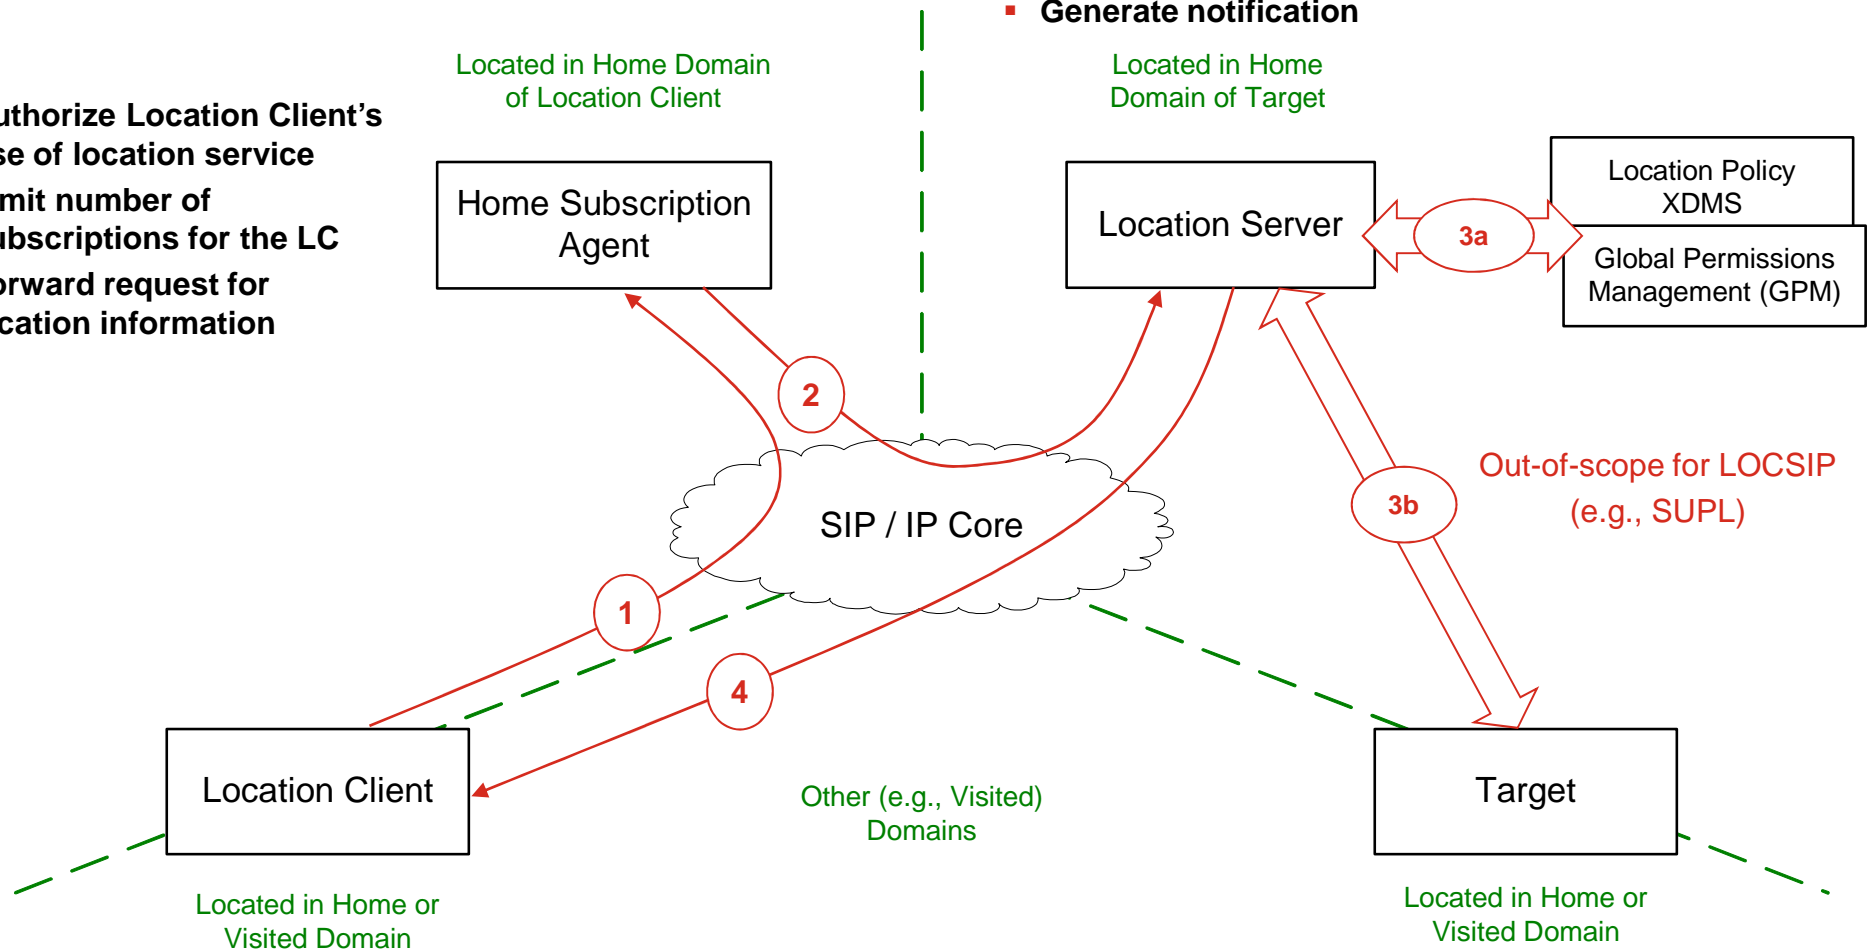 Generate notification
Located in Home Domain
of Location Client
Located in Home
Domain of Target
uthorize Location Client's
se of location service
mit number of
ubscriptions for the LC
orward request for
cation information
Home Subscription
Agent
Location Server
3a
Location Policy
XDMS
Global Permissions
Management (GPM)
2
Out-of-scope for LOCSIP
(e.g., SUPL)
3b
SIP / IP Core
1
4
Location Client
Other (e.g., Visited)
Domains
Target
Located in Home or
Visited Domain
Located in Home or
Visited Domain